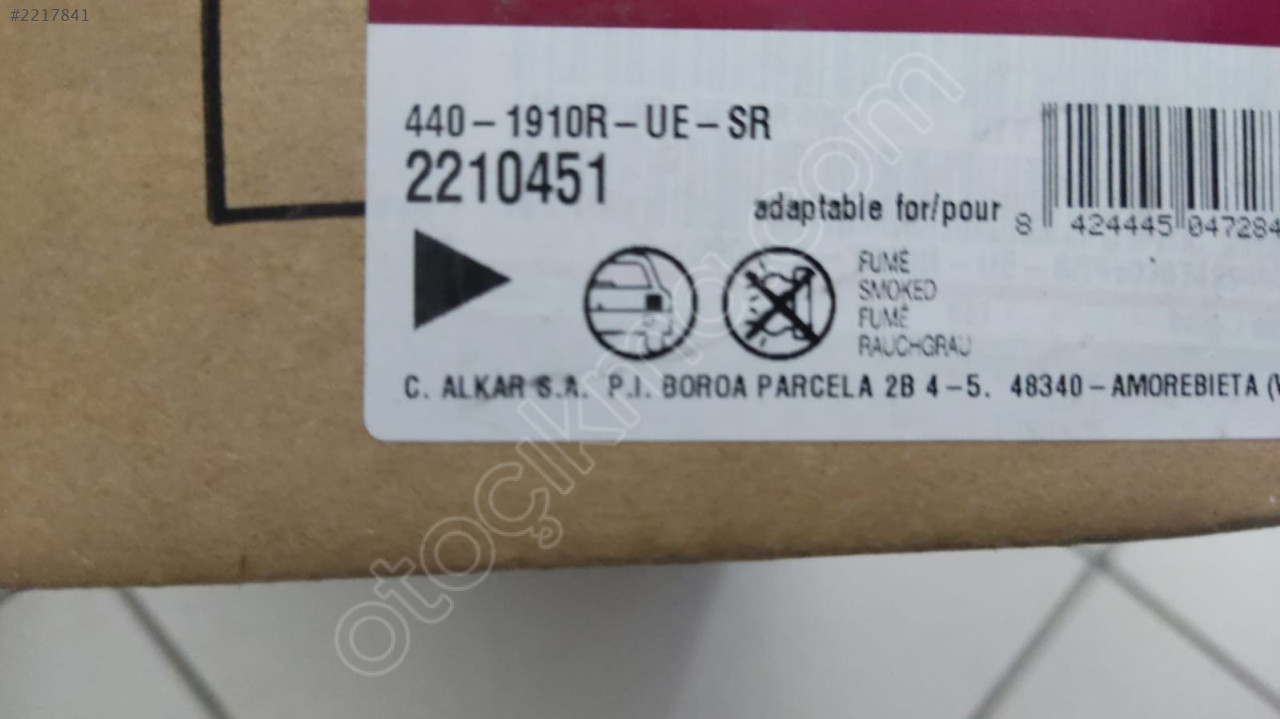 #2217841
440-1910R-UE-SR
2210451
adaptable for/pour
8 424445 047284
FUMÉ
SMOKED
FUMÉ
RAUCHGRAU
C. ALKAR S.A. P.I. BOROA PARCELA 2B 4-5. 48340-AMOREBIETA (V
otoçıkma.com